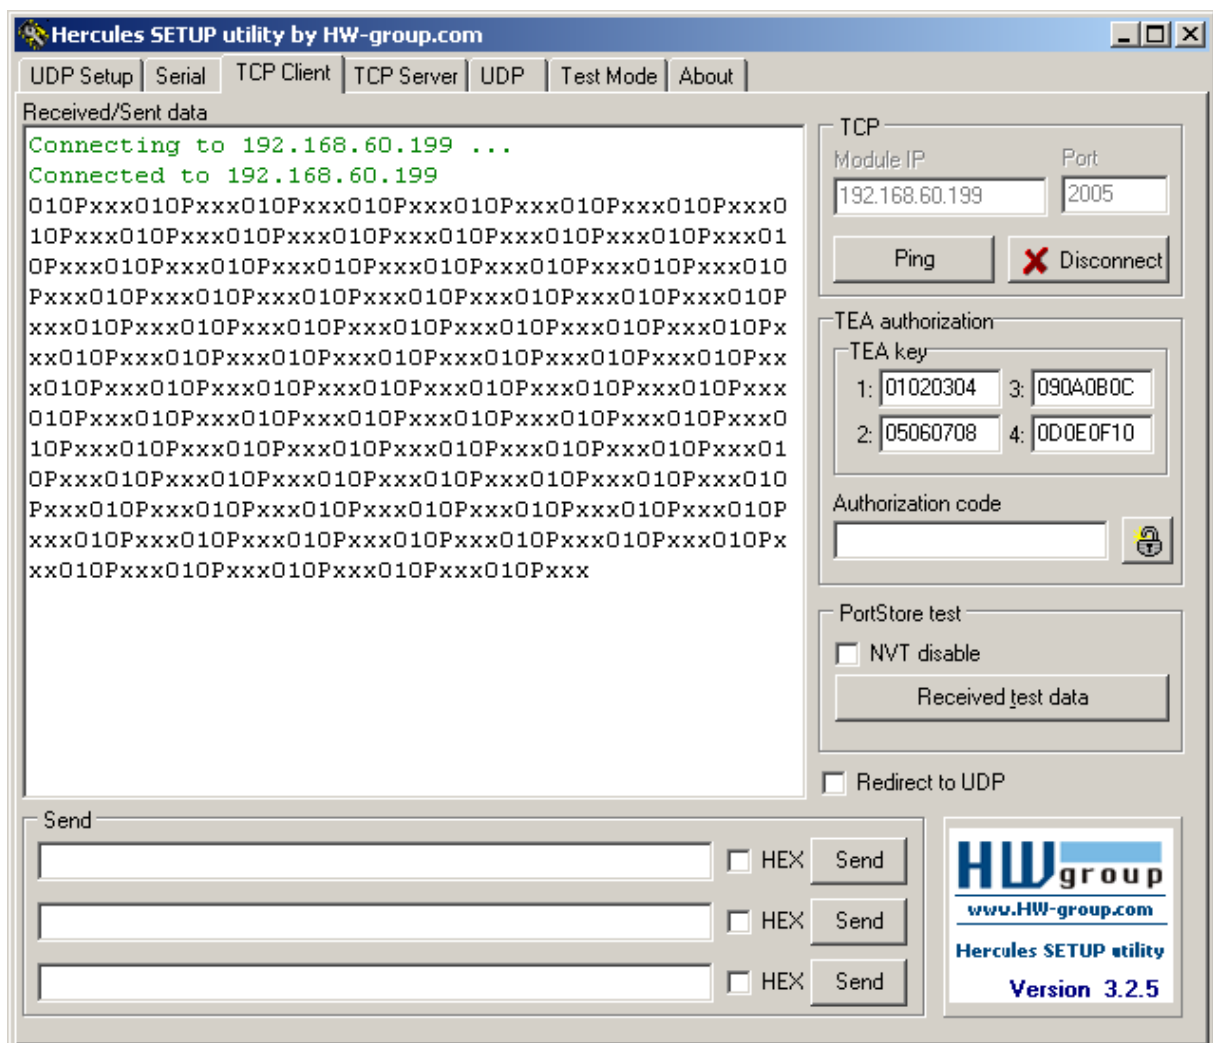 Hercules SETUP utility by HW-group.com
UDP Setup Serial TCP Client TCP Server UDP Test Mode About
Received/Sent data
Connecting to 192.168.60.199 ...
Connected to 192.168.60.199
010Pxxx010Pxxx010Pxxx010Pxxx010Pxxx010Pxxx010Pxxx0
10Pxxx010Pxxx010Pxxx010Pxxx010Pxxx010Pxxx010Pxxx01
0Pxxx010Pxxx010Pxxx010Pxxx010Pxxx010Pxxx010Pxxx010
Pxxx010Pxxx010Pxxx010Pxxx010Pxxx010Pxxx010Pxxx010P
xxx010Pxxx010Pxxx010Pxxx010Pxxx010Pxxx010Pxxx010Px
xx010Pxxx010Pxxx010Pxxx010Pxxx010Pxxx010Pxxx010Pxx
x010Pxxx010Pxxx010Pxxx010Pxxx010Pxxx010Pxxx010Pxxx
010Pxxx010Pxxx010Pxxx010Pxxx010Pxxx010Pxxx010Pxxx0
10Pxxx010Pxxx010Pxxx010Pxxx010Pxxx010Pxxx010Pxxx01
0Pxxx010Pxxx010Pxxx010Pxxx010Pxxx010Pxxx010Pxxx010
Pxxx010Pxxx010Pxxx010Pxxx010Pxxx010Pxxx010Pxxx010P
xxx010Pxxx010Pxxx010Pxxx010Pxxx010Pxxx010Pxxx010Px
xx010Pxxx010Pxxx010Pxxx010Pxxx010Pxxx
TCP
Module IP Port
192.168.60.199 2005
Ping Disconnect
TEA authorization
TEA key
1: 01020304 3: 090A0B0C
2: 05060708 4: 0D0E0F10
Authorization code
PortStore test
NVT disable
Received test data
Redirect to UDP
Send
HEX Send
HEX Send
HEX Send
HW group
www.HW-group.com
Hercules SETUP utility
Version 3.2.5